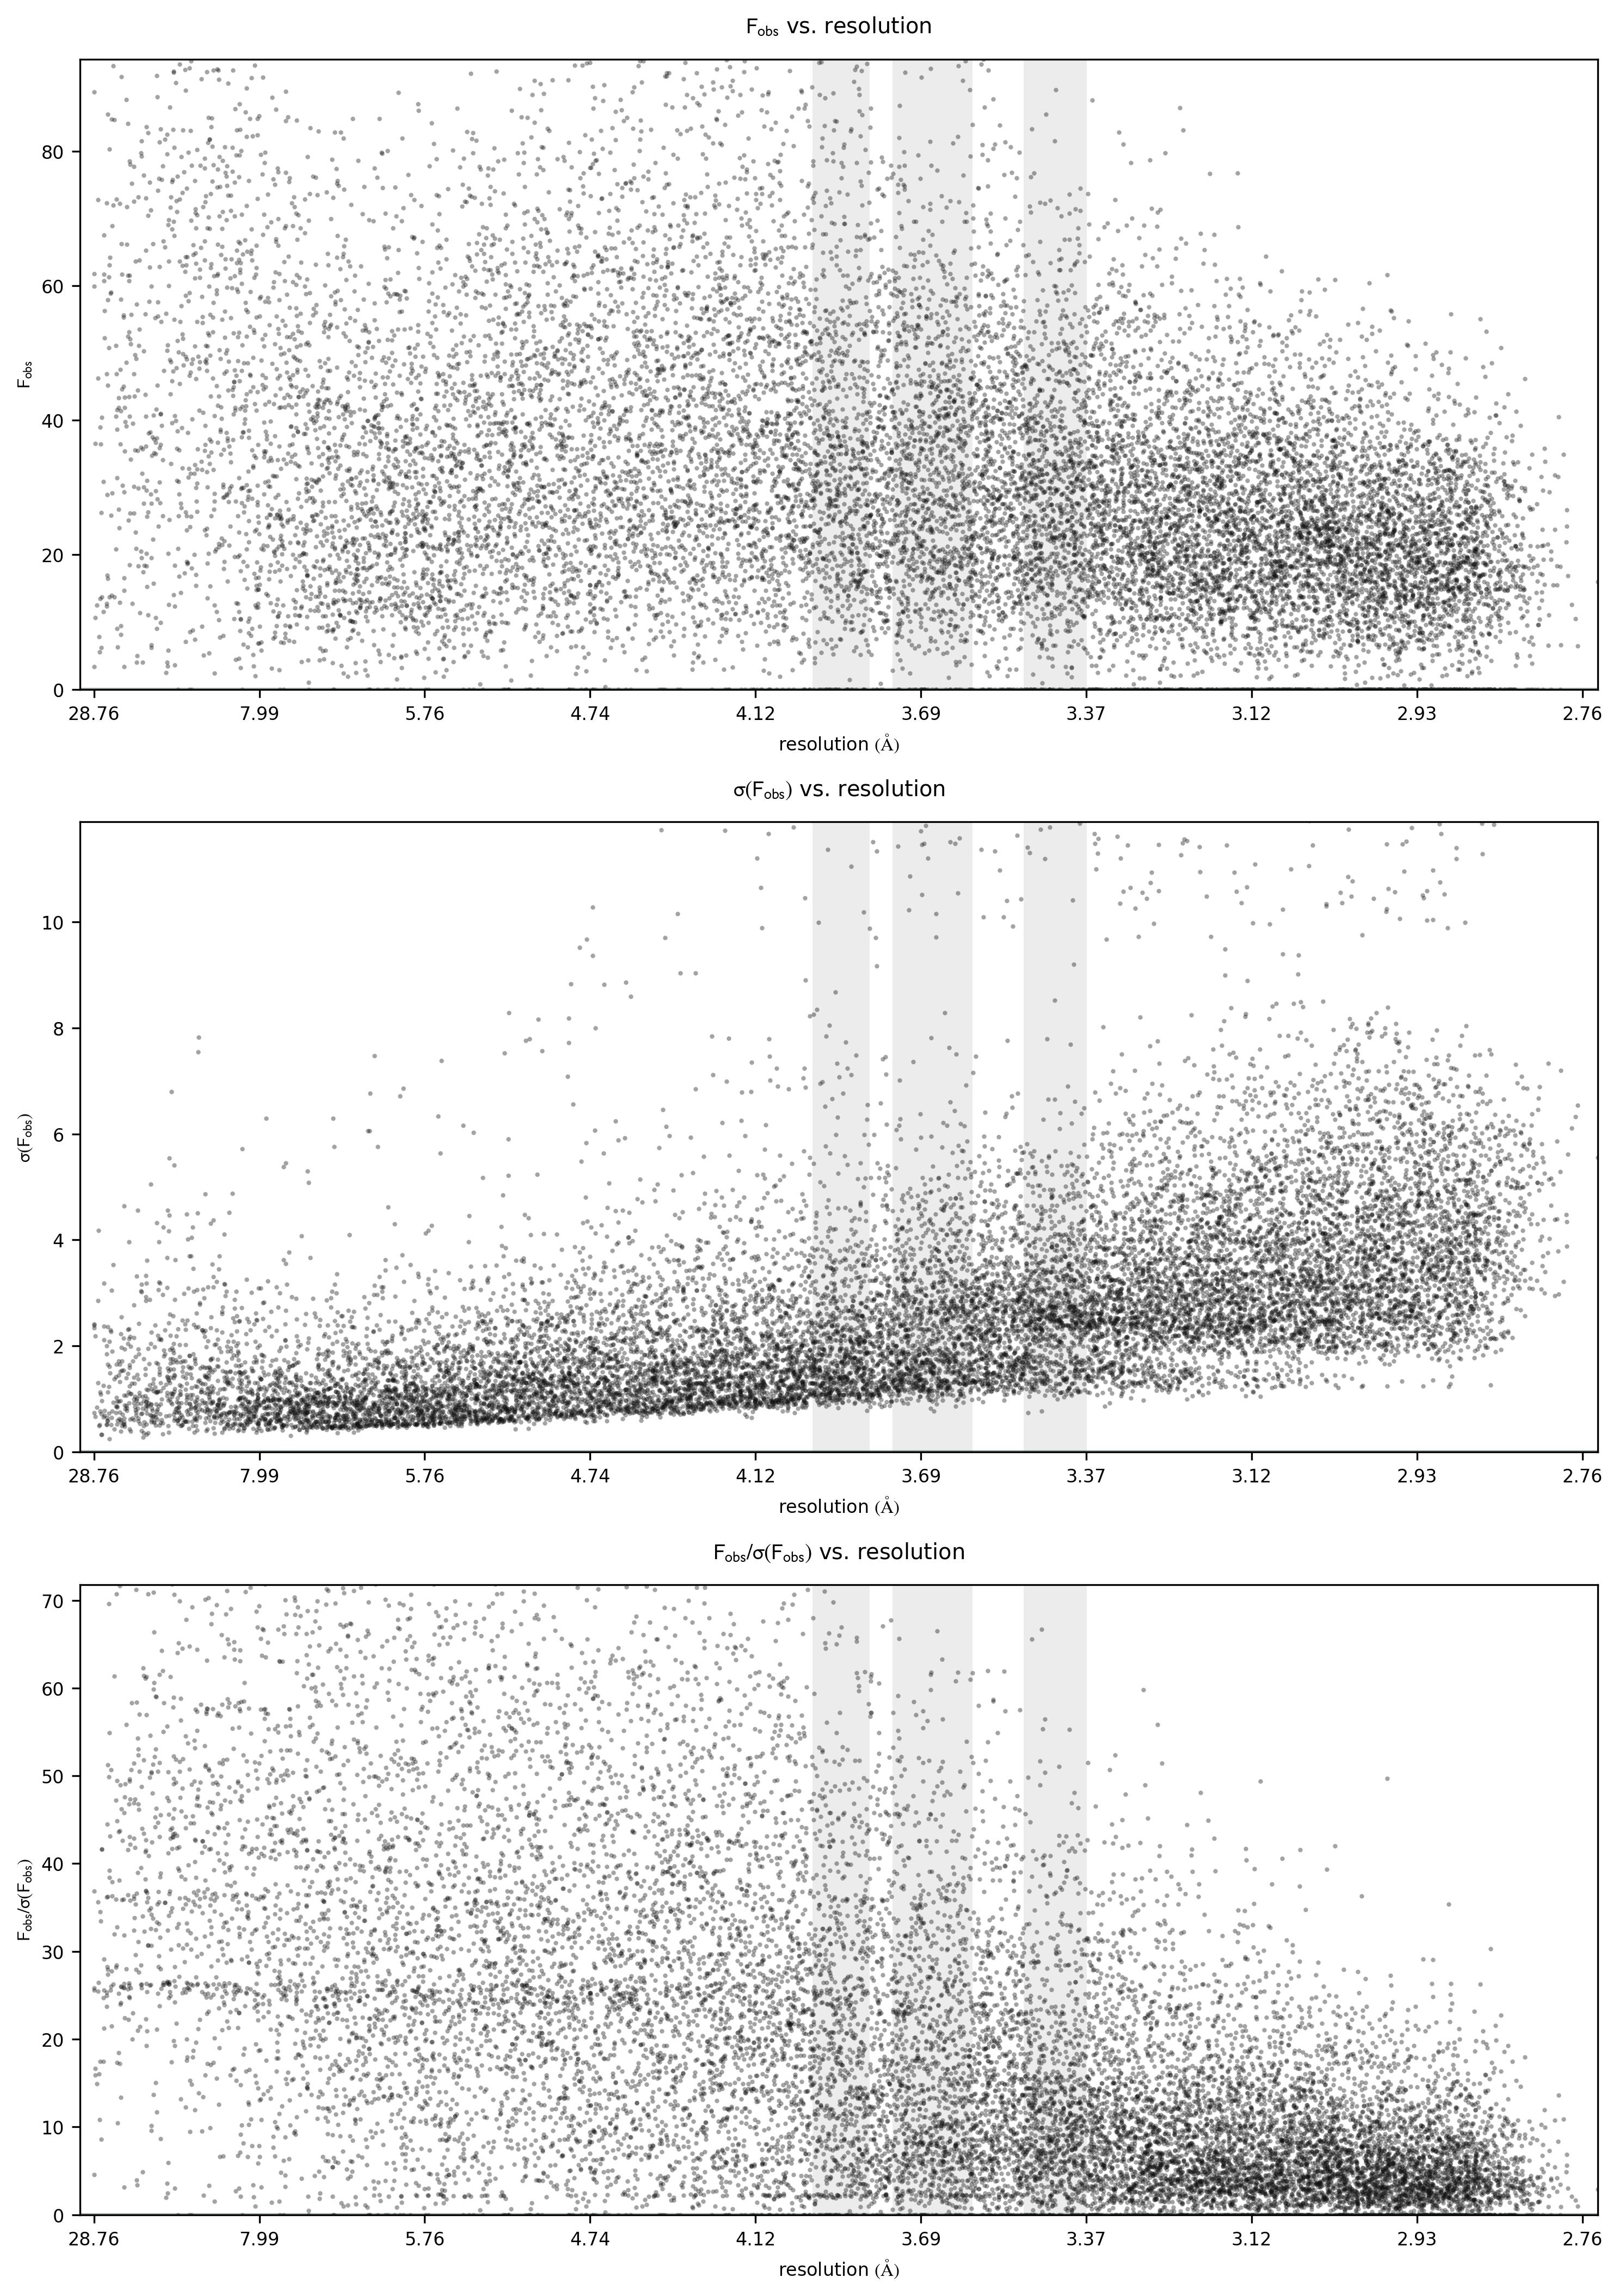 Fobs vs. resolution
Fobs
80
60
40
20
0
28.76 7.99 5.76 4.74 4.12 3.69 3.37 3.12 2.93 2.76
resolution (Å)
σ(Fobs) vs. resolution
σ(Fobs)
10
8
6
4
2
0
28.76 7.99 5.76 4.74 4.12 3.69 3.37 3.12 2.93 2.76
resolution (Å)
Fobs/σ(Fobs) vs. resolution
Fobs/σ(Fobs)
70
60
50
40
30
20
10
0
28.76 7.99 5.76 4.74 4.12 3.69 3.37 3.12 2.93 2.76
resolution (Å)